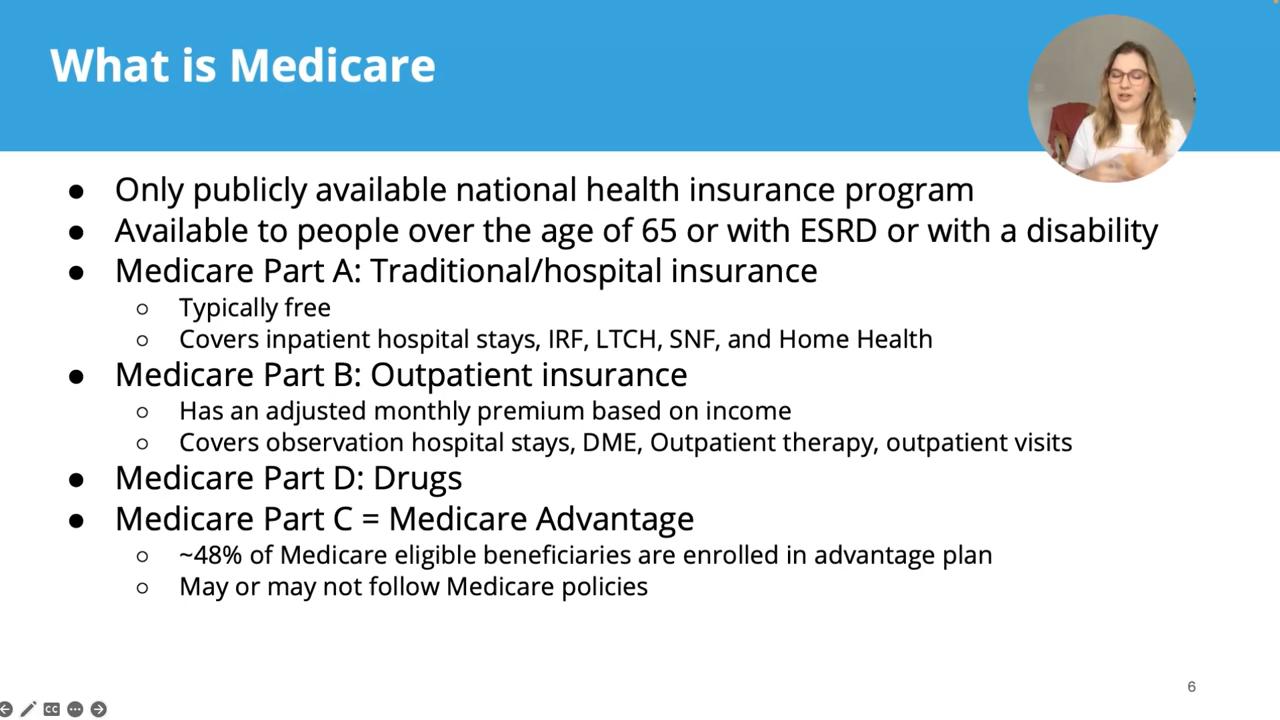 What is Medicare
● Only publicly available national health insurance program
● Available to people over the age of 65 or with ESRD or with a disability
● Medicare Part A: Traditional/hospital insurance
○ Typically free
○ Covers inpatient hospital stays, IRF, LTCH, SNF, and Home Health
● Medicare Part B: Outpatient insurance
○ Has an adjusted monthly premium based on income
○ Covers observation hospital stays, DME, Outpatient therapy, outpatient visits
● Medicare Part D: Drugs
● Medicare Part C = Medicare Advantage
○ ~48% of Medicare eligible beneficiaries are enrolled in advantage plan
○ May or may not follow Medicare policies
6
CC